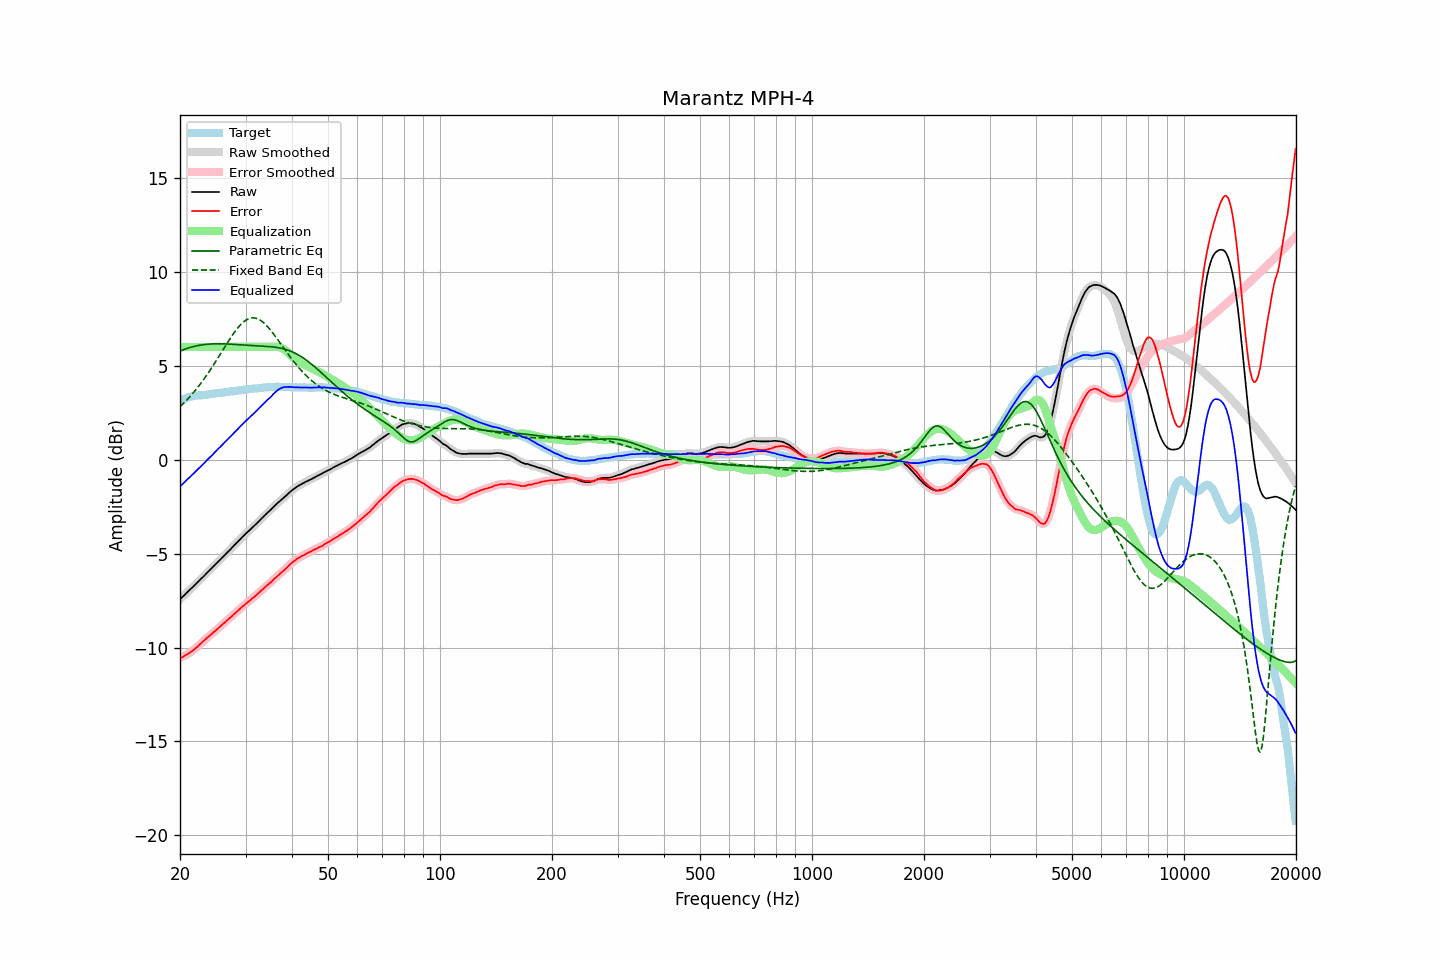 Marantz MPH-4
Target
Raw Smoothed
Error Smoothed
Raw
Error
Equalization
Parametric Eq
Fixed Band Eq
Equalized
Amplitude (dBr)
15
10
5
0
−5
−10
−15
−20
20
50
100
200
500
1000
2000
5000
10000
20000
Frequency (Hz)